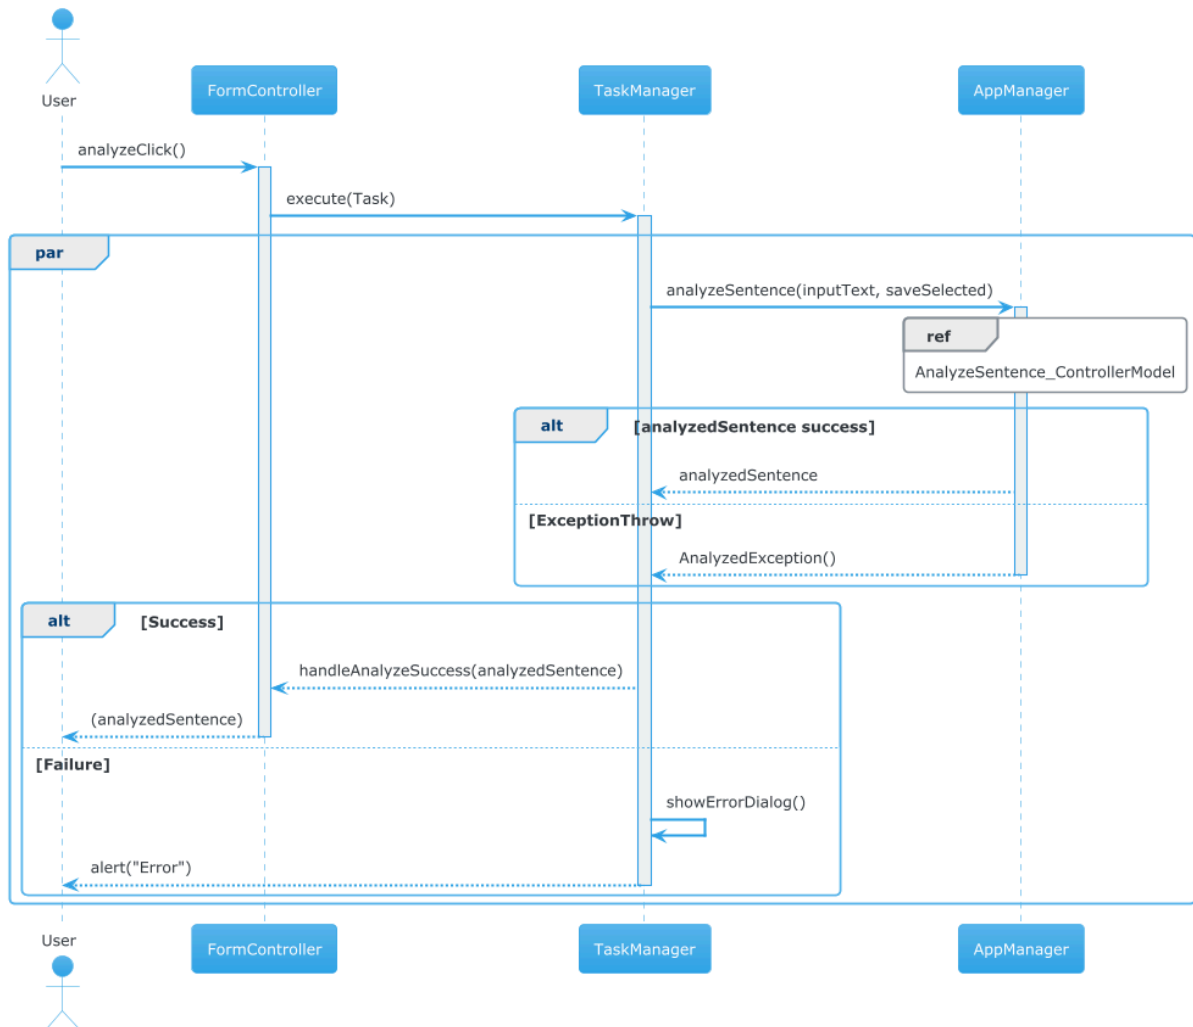 User
FormController
TaskManager
AppManager
analyzeClick()
execute(Task)
par
analyzeSentence(inputText, saveSelected)
ref
AnalyzeSentence_ControllerModel
alt [analyzedSentence success]
analyzedSentence
[ExceptionThrow]
AnalyzedException()
alt [Success]
handleAnalyzeSuccess(analyzedSentence)
(analyzedSentence)
[Failure]
showErrorDialog()
alert("Error")
User
FormController
TaskManager
AppManager